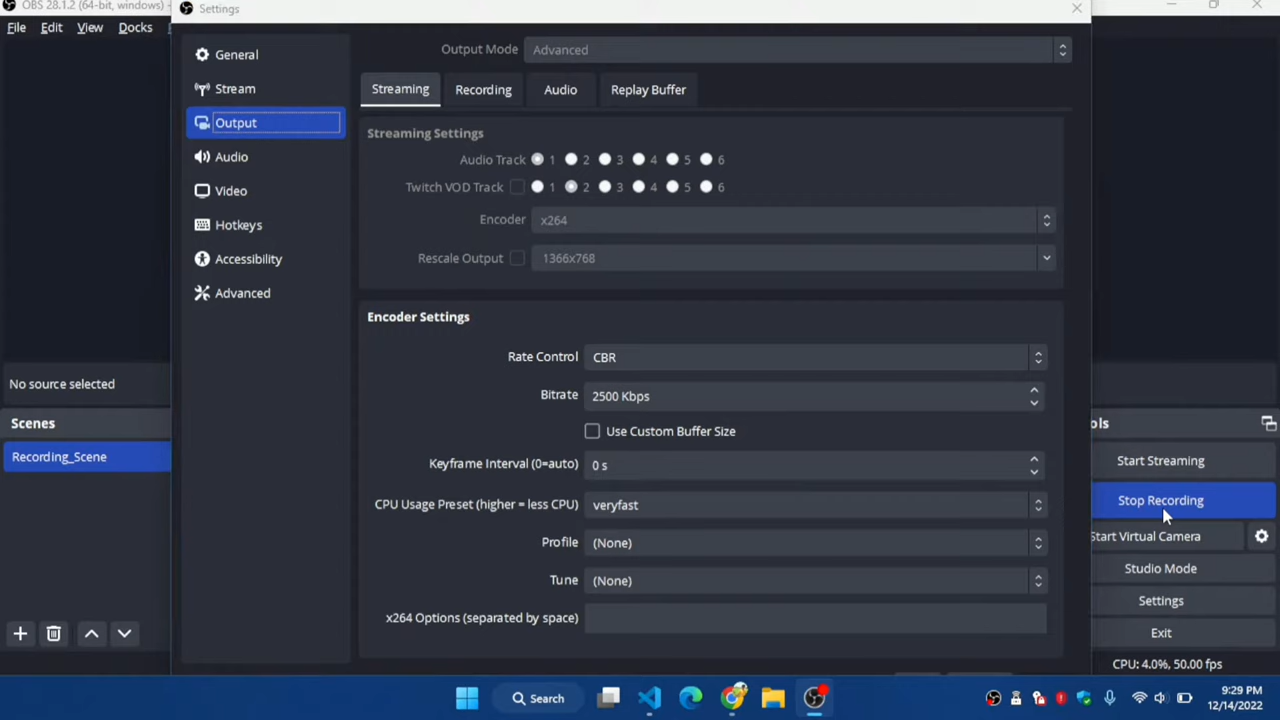 OBS 28.1.2 (64-bit, windows)
Settings
File Edit View Docks
General
Stream
Output
Audio
Video
Hotkeys
Accessibility
Advanced
Output Mode Advanced
Streaming Recording Audio Replay Buffer
Streaming Settings
Audio Track 1 2 3 4 5 6
Twitch VOD Track 1 2 3 4 5 6
Encoder x264
Rescale Output 1366x768
Encoder Settings
Rate Control CBR
Bitrate 2500 Kbps
Use Custom Buffer Size
Keyframe Interval (0=auto) 0 s
CPU Usage Preset (higher = less CPU) veryfast
Profile (None)
Tune (None)
x264 Options (separated by space)
No source selected
Scenes
Recording_Scene
ols
Start Streaming
Stop Recording
Start Virtual Camera
Studio Mode
Settings
Exit
CPU: 4.0%, 50.00 fps
Search
9:29 PM
12/14/2022